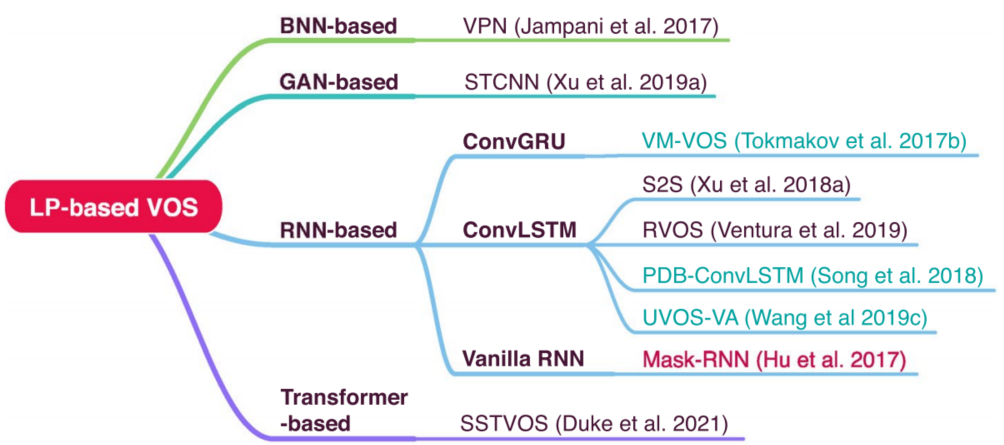 BNN-based VPN (Jampani et al. 2017)
GAN-based STCNN (Xu et al. 2019a)
ConvGRU VM-VOS (Tokmakov et al. 2017b)
S2S (Xu et al. 2018a)
LP-based VOS
RNN-based ConvLSTM RVOS (Ventura et al. 2019)
PDB-ConvLSTM (Song et al. 2018)
UVOS-VA (Wang et al 2019c)
Vanilla RNN Mask-RNN (Hu et al. 2017)
Transformer
-based SSTVOS (Duke et al. 2021)